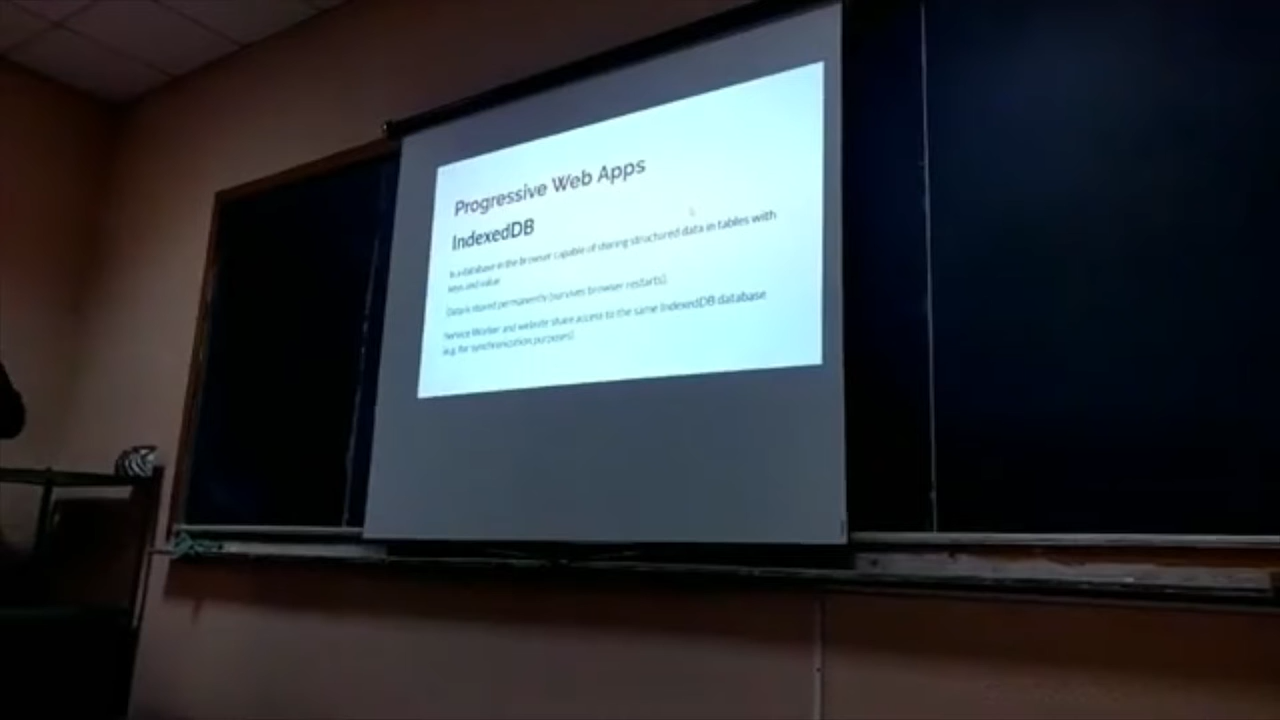 Progressive Web Apps
IndexedDB
Is a database in the browser capable of storing structured data in tables with
keys and value
Data is stored permanently (survives browser restarts).
Service Worker and website share access to the same IndexedDB database
(e.g. for synchronization purposes)